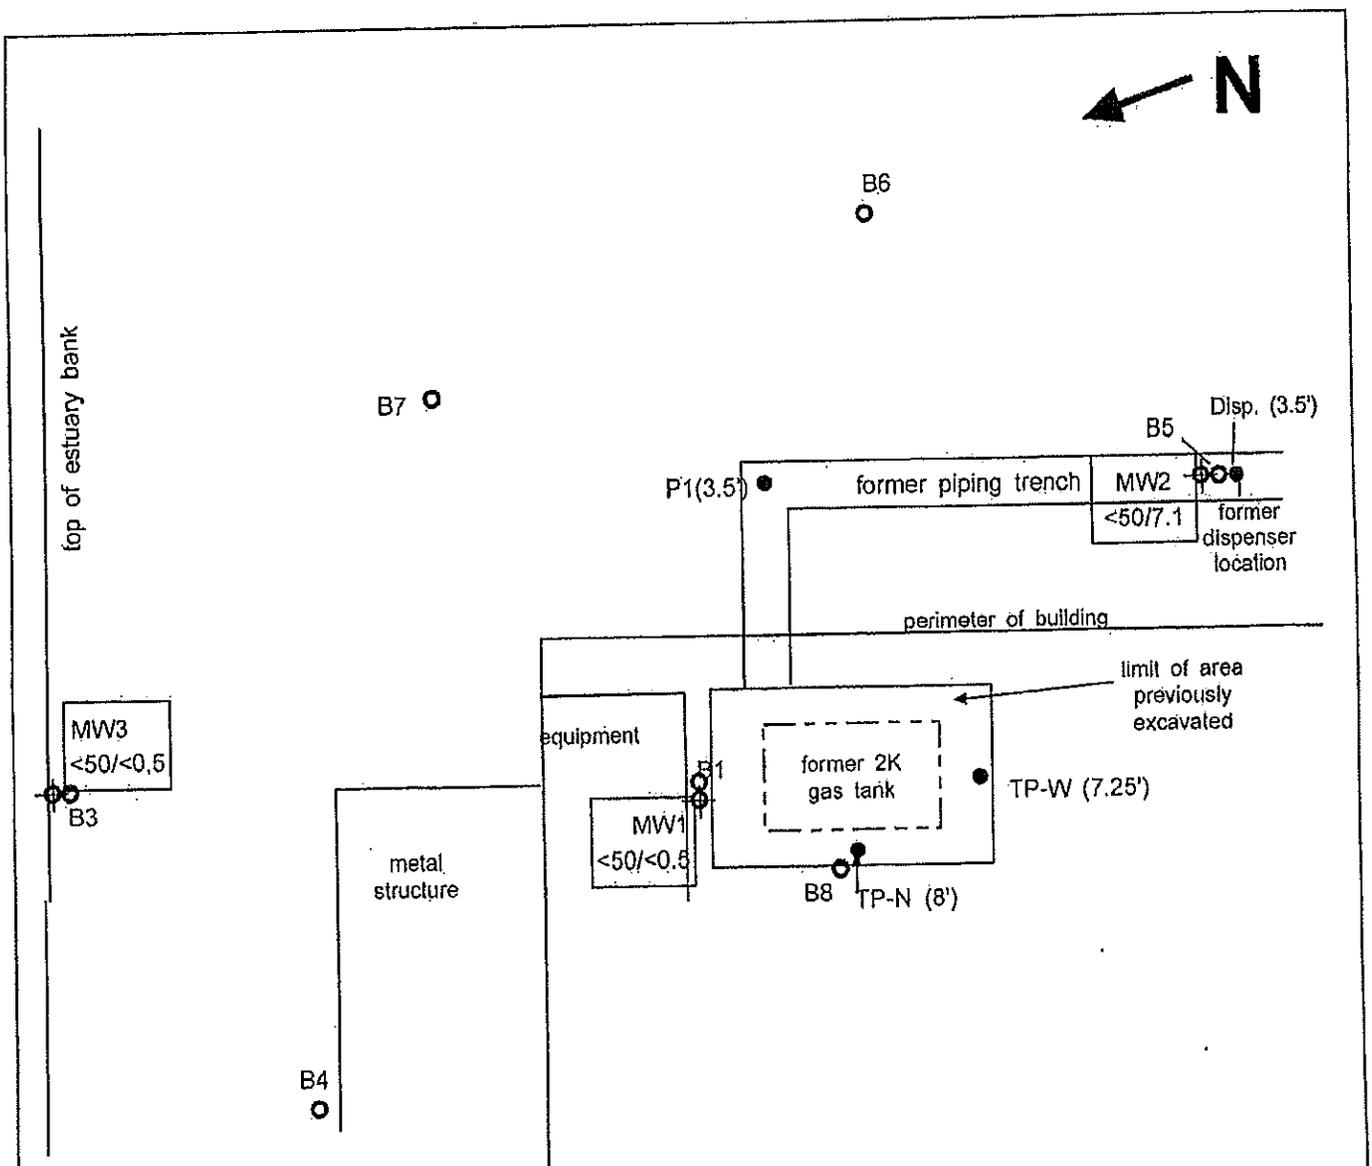 N
B6
top of estuary bank
B7
Disp. (3.5')
B5
P1(3.5')
former piping trench
MW2
<50/7.1
former
dispenser
location
perimeter of building
limit of area
previously
excavated
MW3
<50/<0,5
B3
equipment
B1
MW1
<50/<0.5
former 2K
gas tank
TP-W (7.25')
metal
structure
B8
TP-N (8')
B4